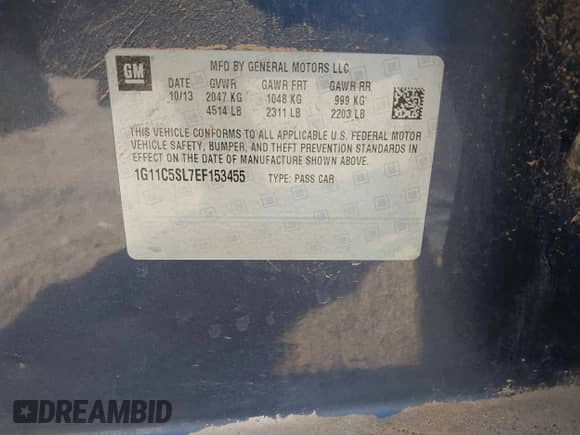 GM
MFD BY GENERAL MOTORS LLC
DATE GVWR GAWR FRT GAWR RR
10/13 2047 KG 1048 KG 999 KG
4514 LB 2311 LB 2203 LB
THIS VEHICLE CONFORMS TO ALL APPLICABLE U.S. FEDERAL MOTOR
VEHICLE SAFETY, BUMPER, AND THEFT PREVENTION STANDARDS IN
EFFECT ON THE DATE OF MANUFACTURE SHOWN ABOVE.
1G11C5SL7EF153455 TYPE: PASS CAR
DREAMBID